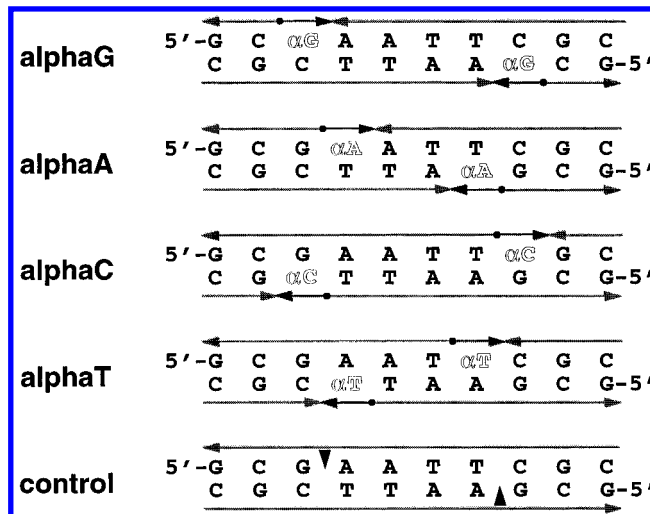 alphaG
5'-G C αG A A T T C G C
C G C T T A A αG C G-5'
alphaA
5'-G C G αA A T T C G C
C G C T T A αA G C G-5'
alphaC
5'-G C G A A T T αC G C
C G αC T T A A G C G-5'
alphaT
5'-G C G A A T αT C G C
C G C αT T A A G C G-5'
control
5'-G C G A A T T C G C
C G C T T A A G C G-5'